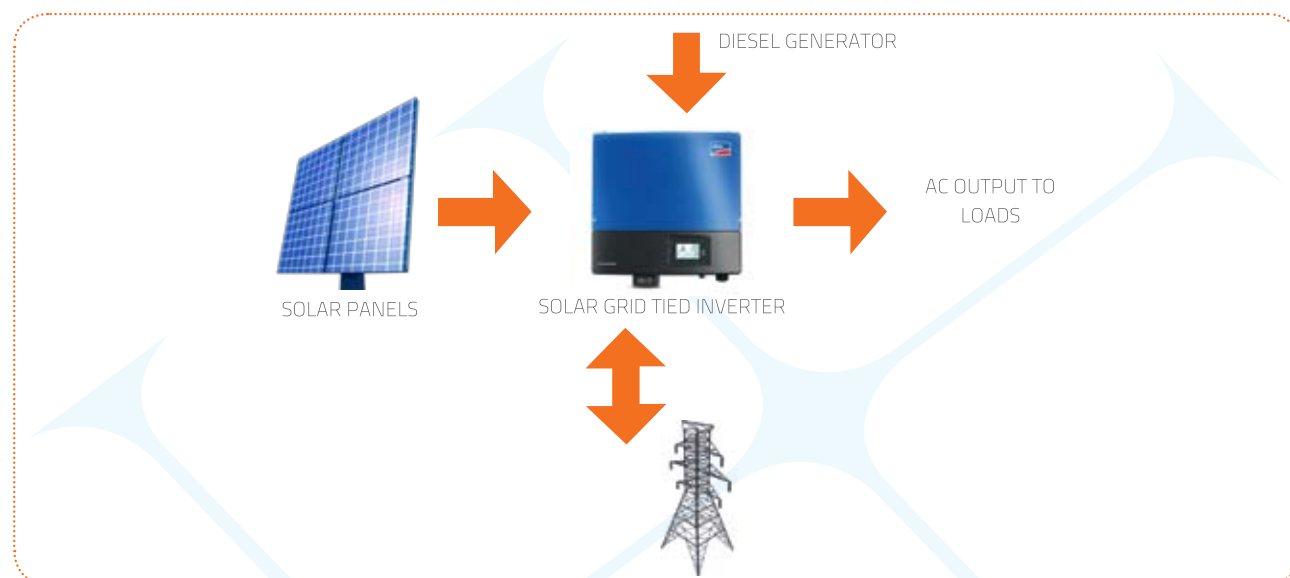 DIESEL GENERATOR
AC OUTPUT TO
LOADS
SOLAR PANELS
SOLAR GRID TIED INVERTER